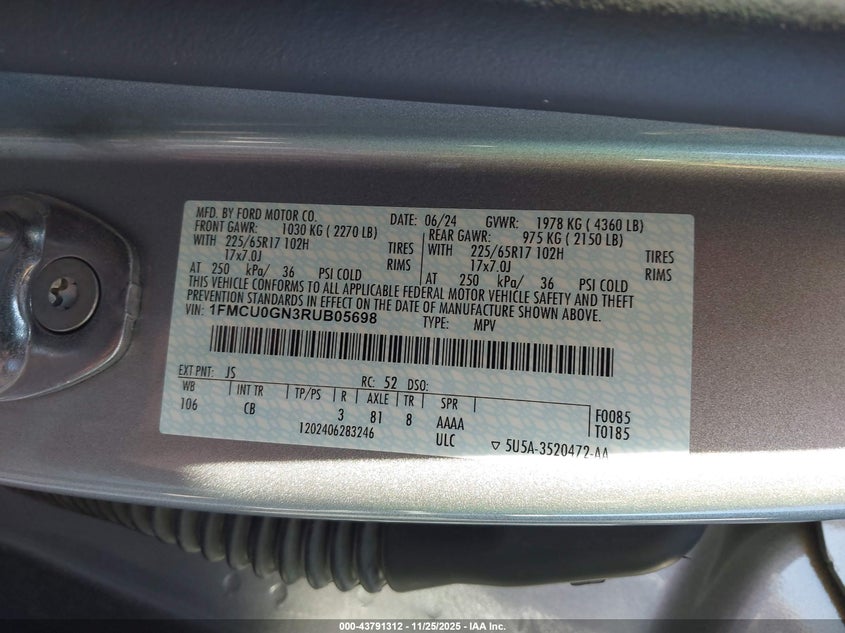 MFD. BY FORD MOTOR CO. DATE: 06/24 GVWR: 1978 KG ( 4360 LB)
FRONT GAWR: 1030 KG ( 2270 LB) REAR GAWR: 975 KG ( 2150 LB)
WITH 225/65R17 102H TIRES WITH 225/65R17 102H TIRES
17x7.0J RIMS 17x7.0J RIMS
AT 250 kPa/ 36 PSI COLD AT 250 kPa/ 36 PSI COLD
THIS VEHICLE CONFORMS TO ALL APPLICABLE FEDERAL MOTOR VEHICLE SAFETY AND THEFT
PREVENTION STANDARDS IN EFFECT ON THE DATE OF MANUFACTURE SHOWN ABOVE.
VIN: 1FMCU0GN3RUB05698 TYPE: MPV
EXT PNT: JS RC: 52 DSO:
WB INT TR TP/PS R AXLE TR SPR
106 CB 3 81 8 AAAA F0085
1202406283246 ULC T0185
5U5A-3520472-AA
000-43791312 - 11/25/2025 - IAA Inc.